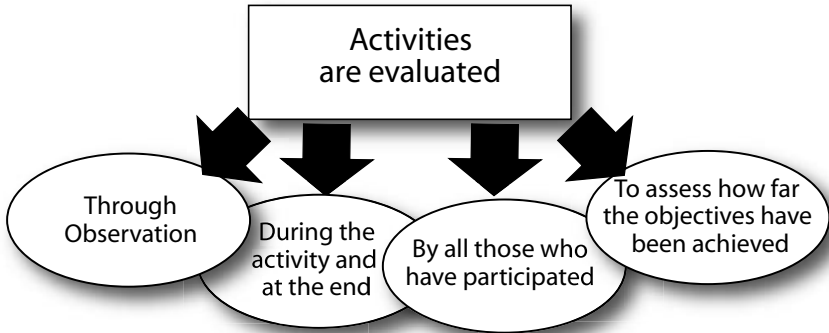 Activities
are evaluated
Through
Observation
During the
activity and
at the end
By all those who
have participated
To assess how far
the objectives have
been achieved